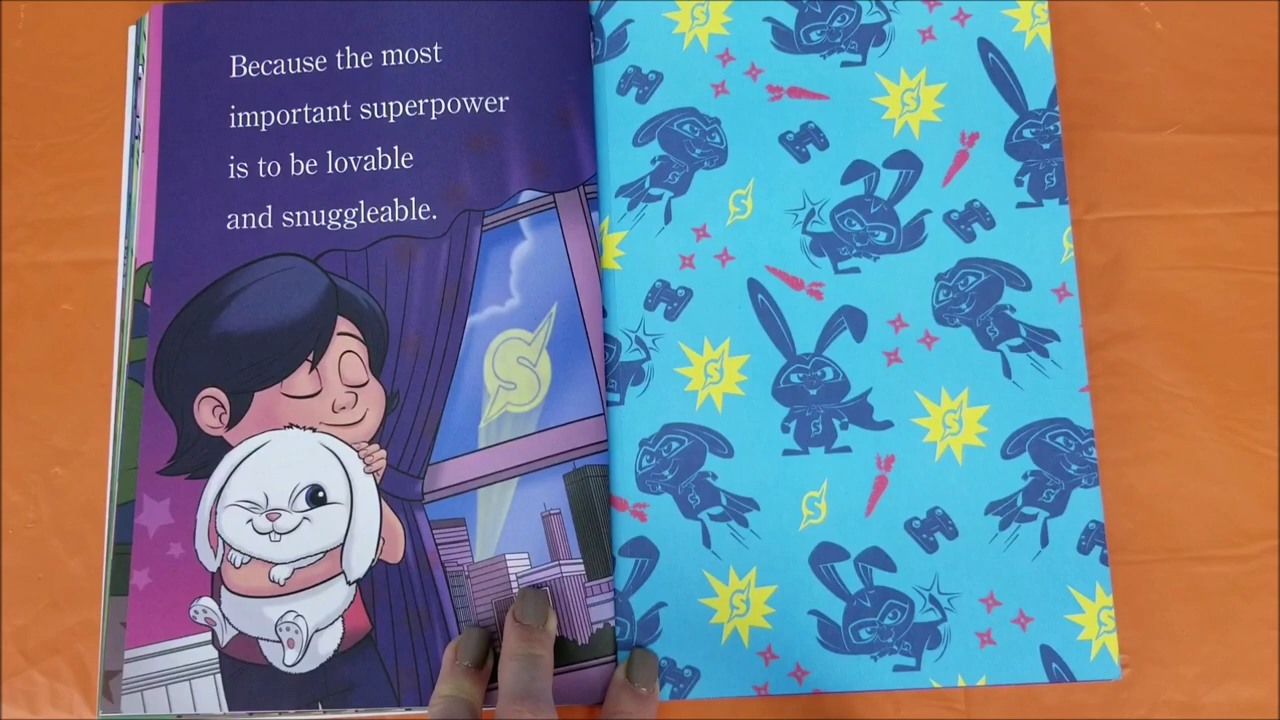 Because the most
important superpower
is to be lovable
and snuggleable.
S